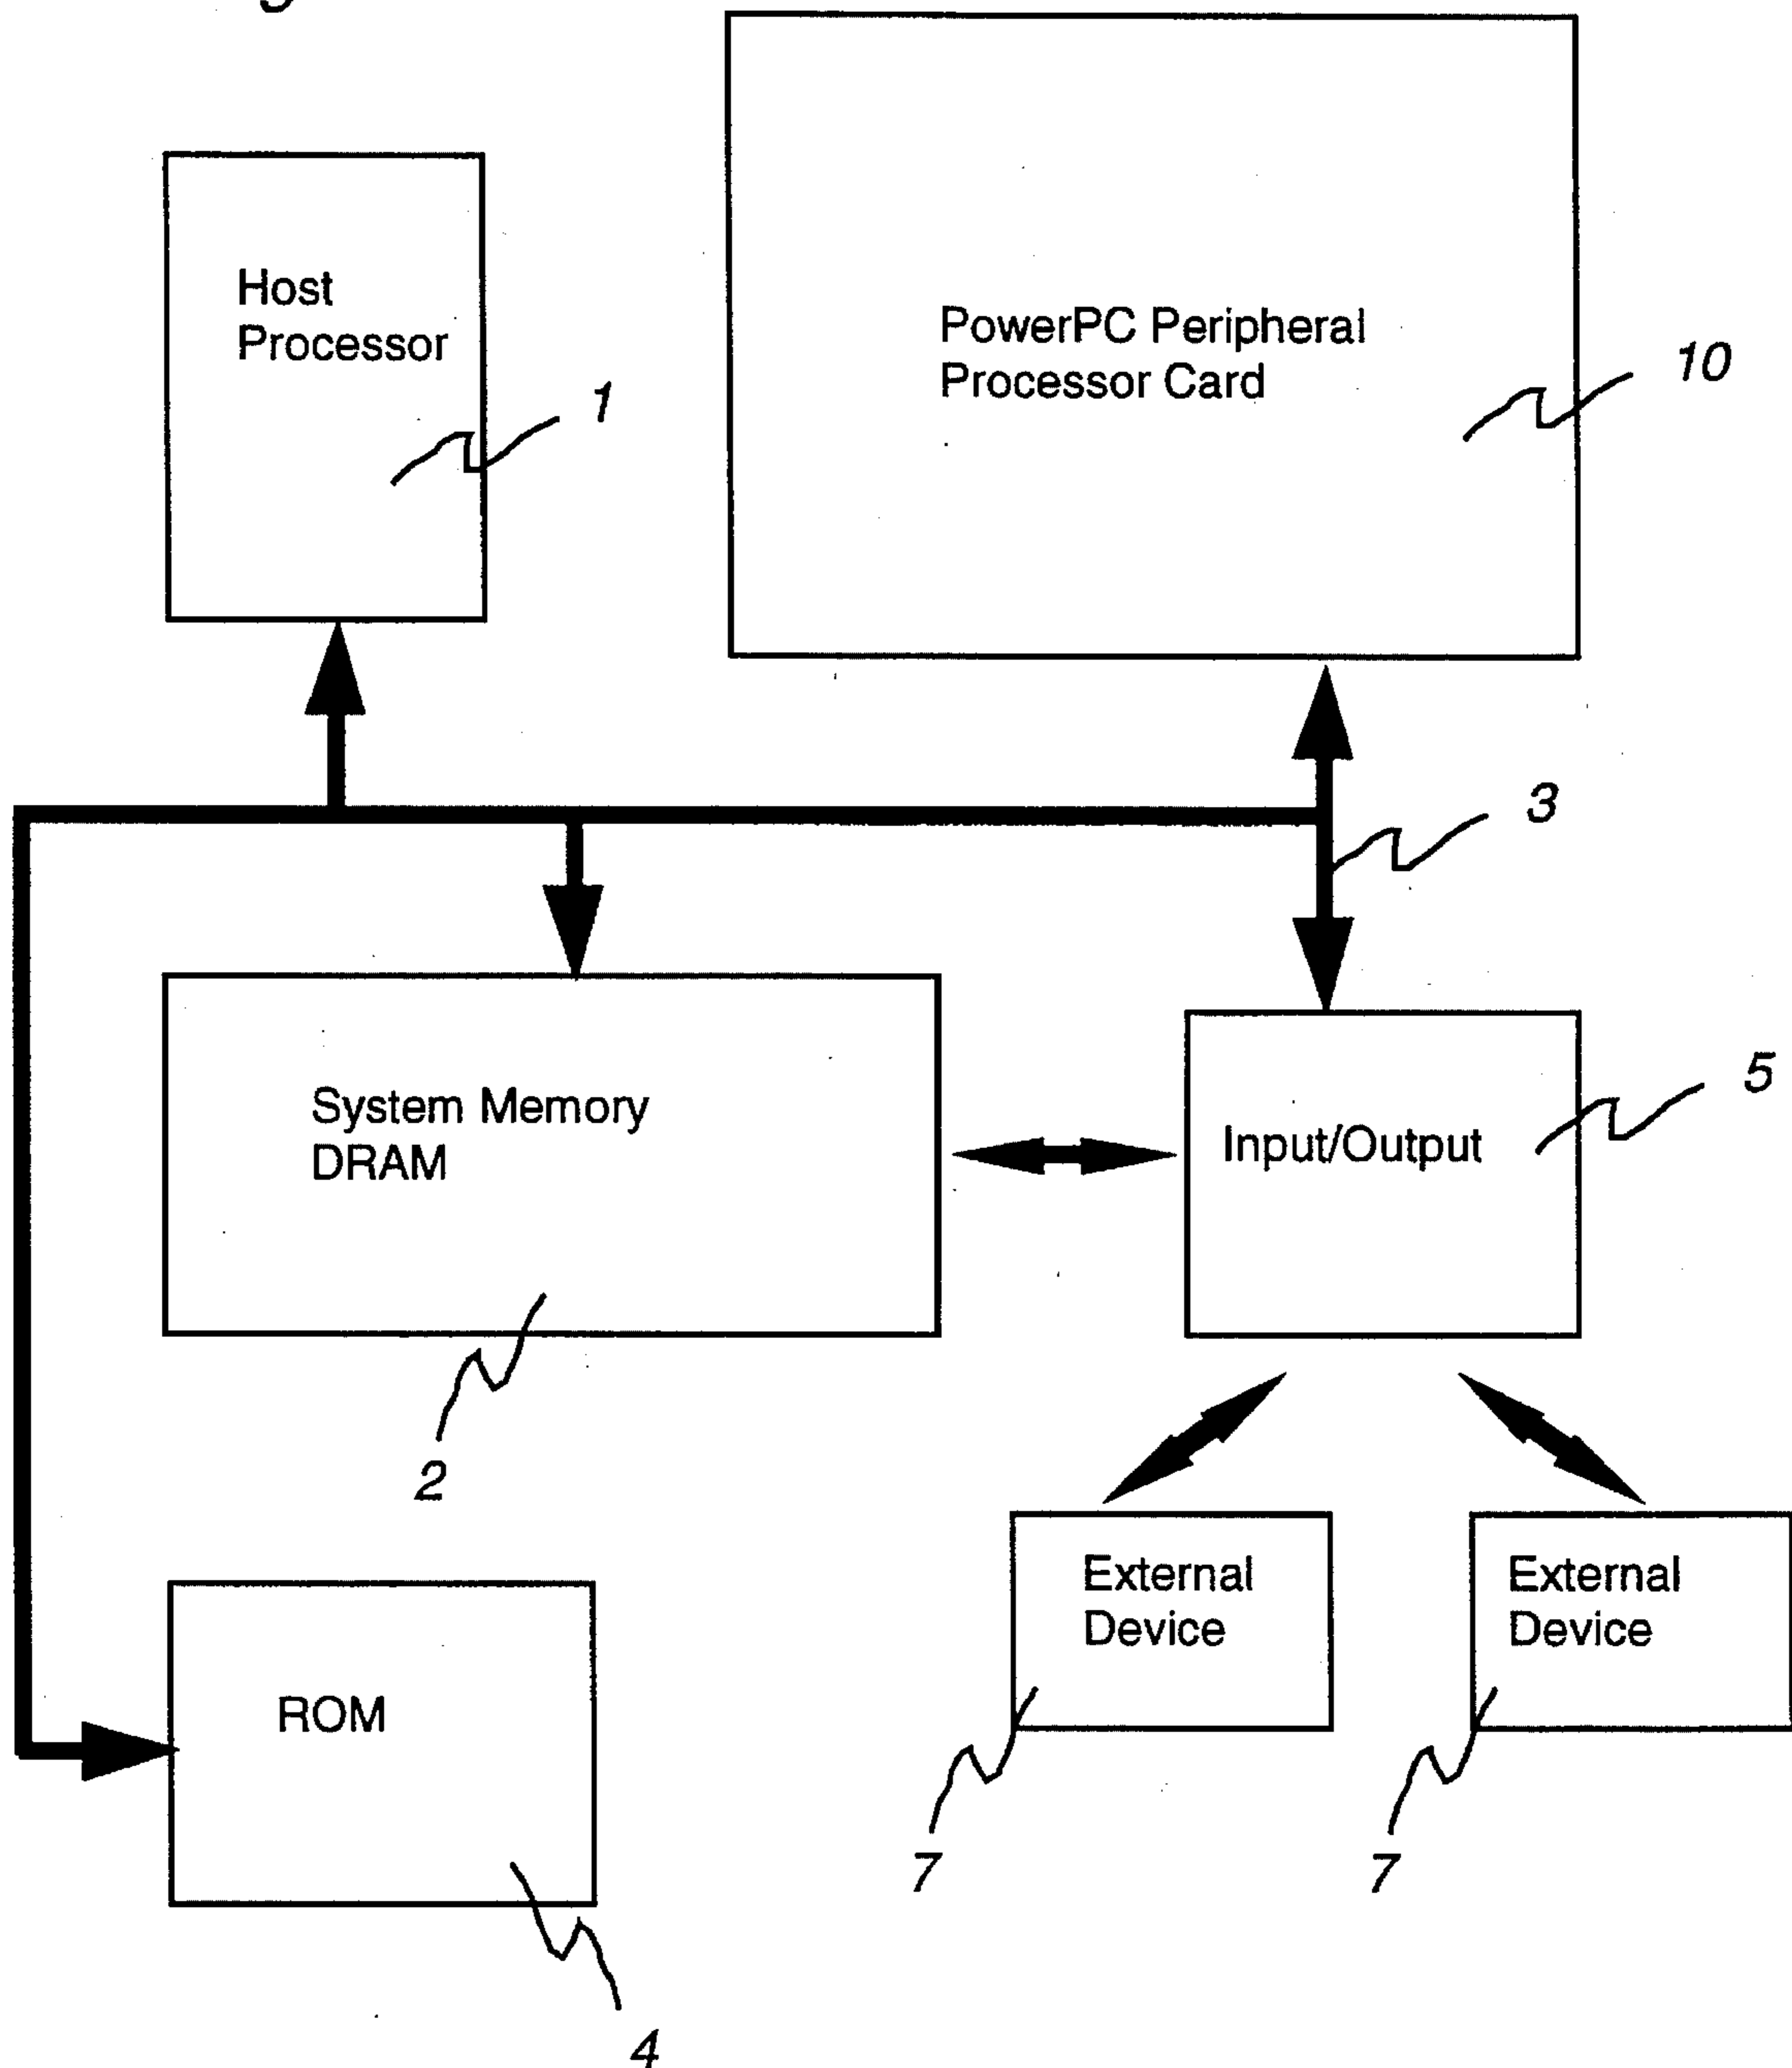 Host
Processor
1
PowerPC Peripheral
Processor Card
10
3
System Memory
DRAM
2
Input/Output
5
External
Device
7
External
Device
7
ROM
4